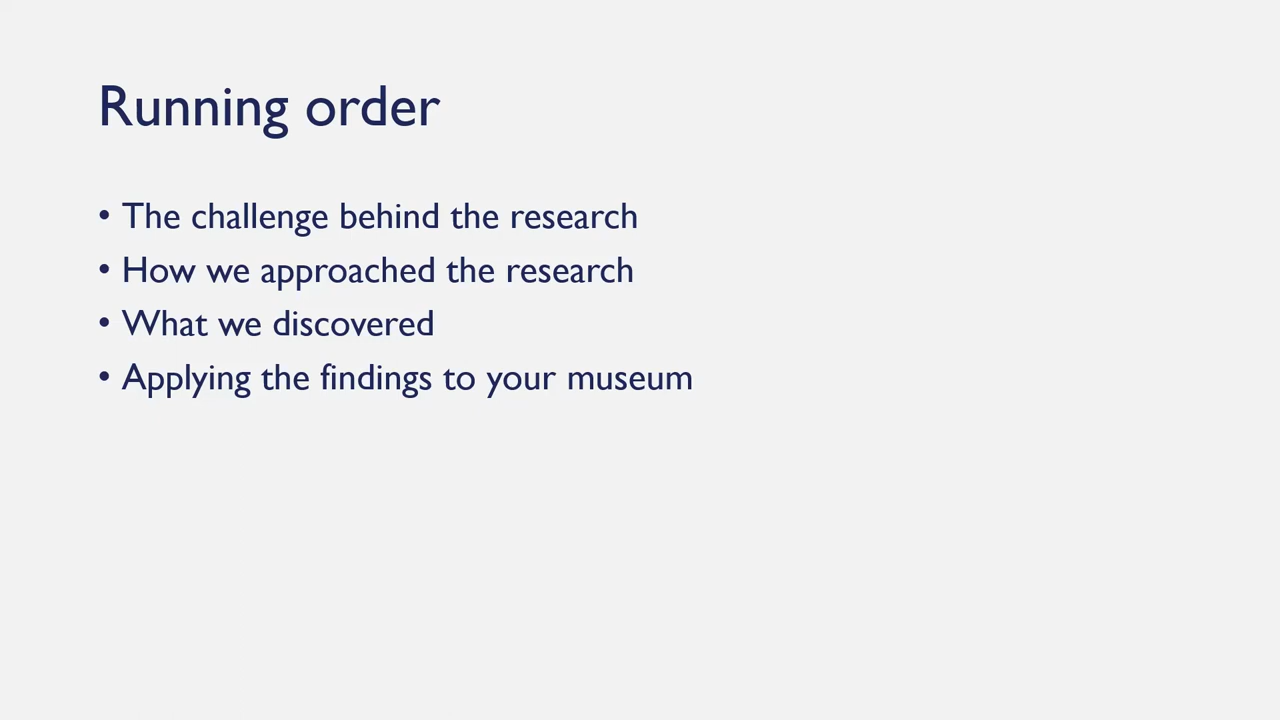 Running order
• The challenge behind the research
• How we approached the research
• What we discovered
• Applying the findings to your museum